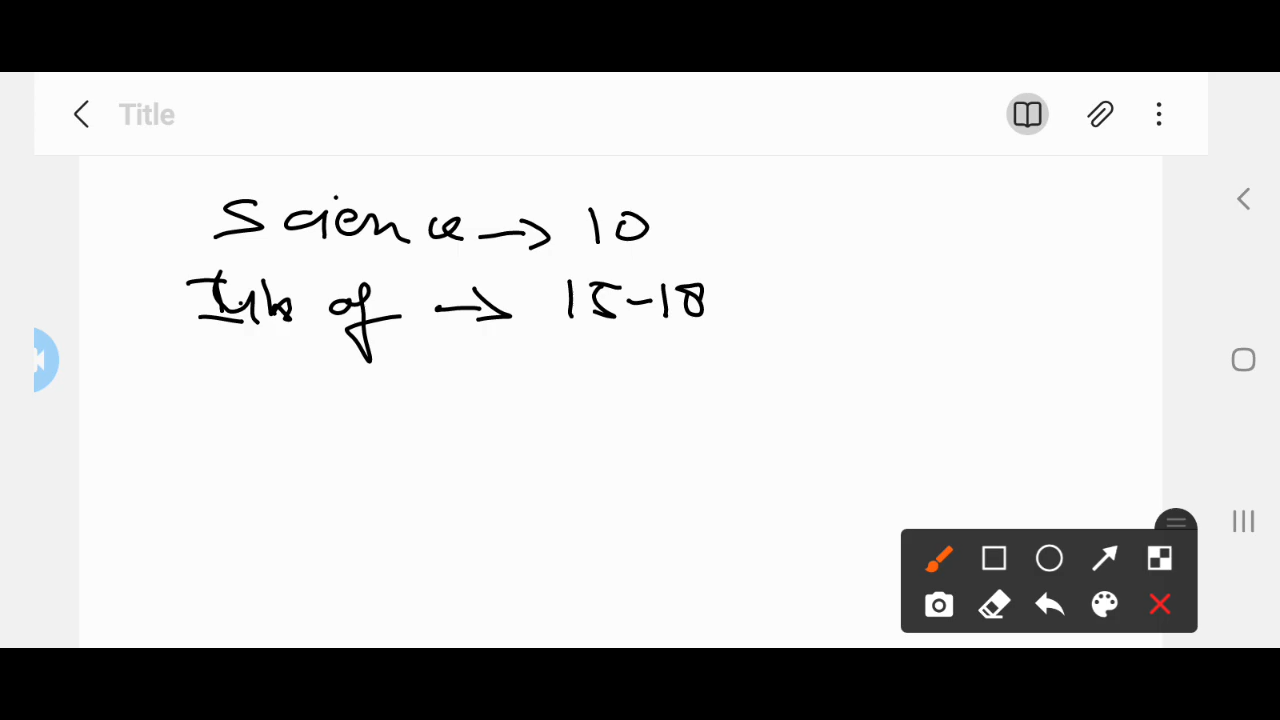 Title
Science → 10
of → 15-18